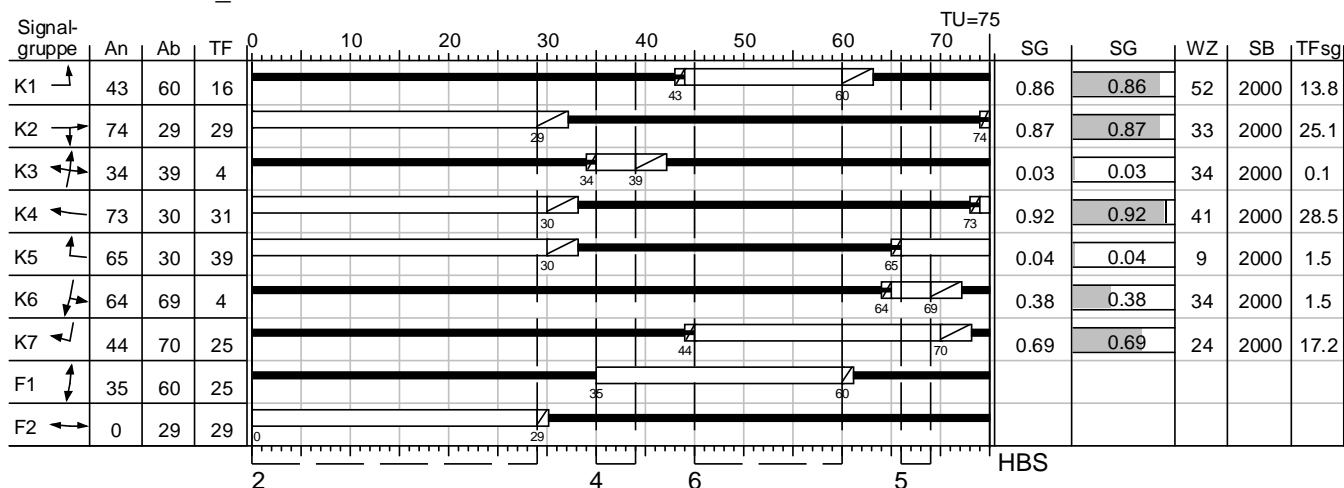 TU=75
Signal-
gruppe An Ab TF 0 10 20 30 40 50 60 70 SG SG WZ SB TFsg
K1 43 60 16 43 60 0.86 0.86 52 2000 13.8
K2 74 29 29 29 74 0.87 0.87 33 2000 25.1
K3 34 39 4 34 39 0.03 0.03 34 2000 0.1
K4 73 30 31 30 73 0.92 0.92 41 2000 28.5
K5 65 30 39 30 65 0.04 0.04 9 2000 1.5
K6 64 69 4 64 69 0.38 0.38 34 2000 1.5
K7 44 70 25 44 70 0.69 0.69 24 2000 17.2
F1 35 60 25 35 60
F2 0 29 29 0 29
HBS
2 4 6 5